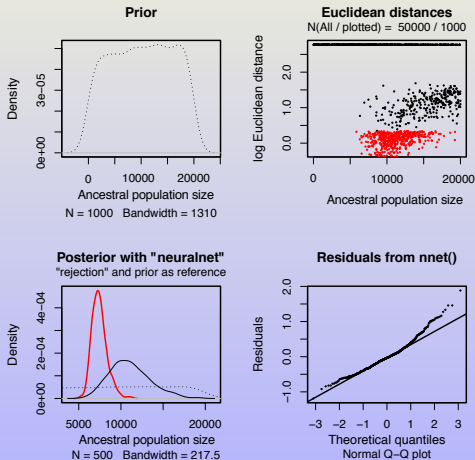 Prior
Density
0e+00
3e-05
0
10000
20000
Ancestral population size
N = 1000   Bandwidth = 1310
Euclidean distances
N(All / plotted) = 50000 / 1000
log Euclidean distance
0.0
1.0
2.0
0
10000
20000
Ancestral population size
Posterior with "neuralnet"
"rejection" and prior as reference
Density
0e+00
2e-04
4e-04
5000
10000
20000
Ancestral population size
N = 500   Bandwidth = 217.5
Residuals from nnet()
Residuals
-1.0
0.0
1.0
2.0
−3
−2
−1
0
1
2
3
Theoretical quantiles
Normal Q−Q plot